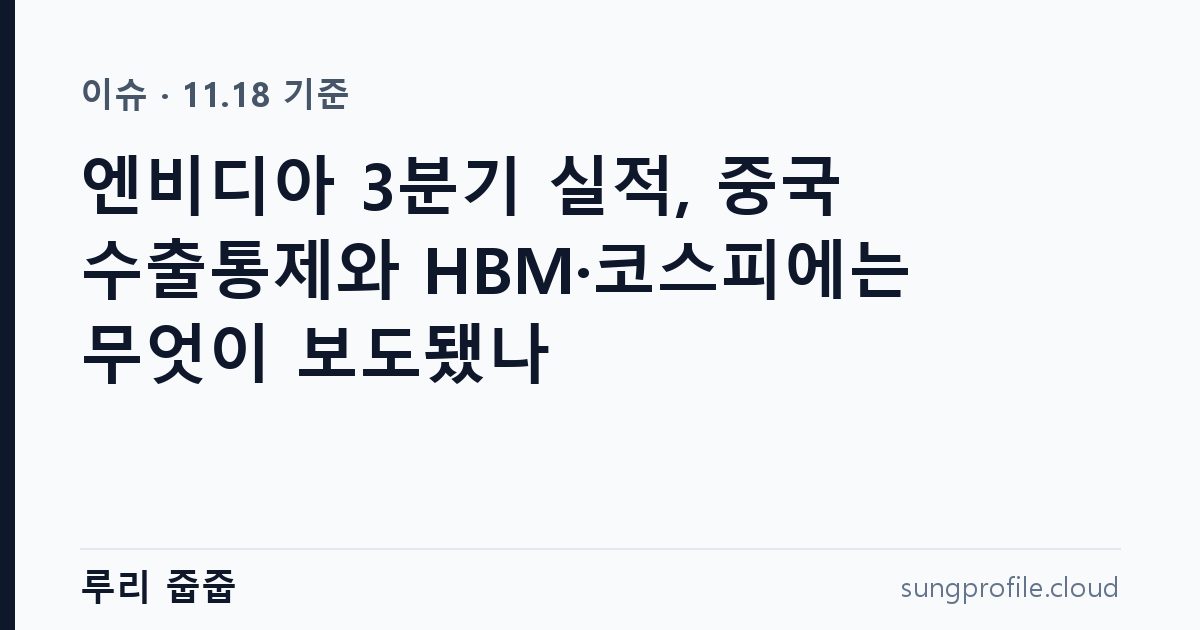 이슈 · 11.18 기준
엔비디아 3분기 실적, 중국
수출통제와 HBM·코스피에는
무엇이 보도됐나
루리 줍줍
sungprofile.cloud